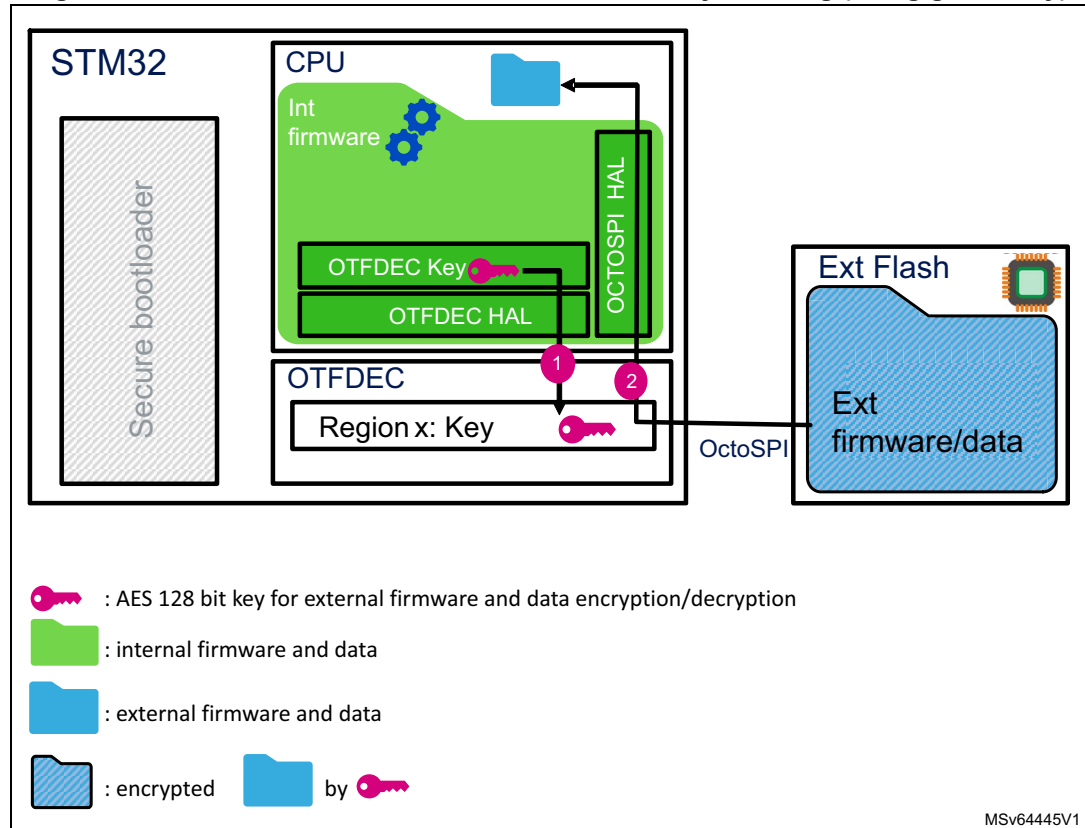 STM32
CPU
Int
firmware
OCTOSPI HAL
OTFDEC Key
OTFDEC HAL
Secure bootloader
1
2
OTFDEC
Region x: Key
OctoSPI
Ext Flash
Ext
firmware/data
: AES 128 bit key for external firmware and data encryption/decryption
: internal firmware and data
: external firmware and data
: encrypted by
MSv64445V1